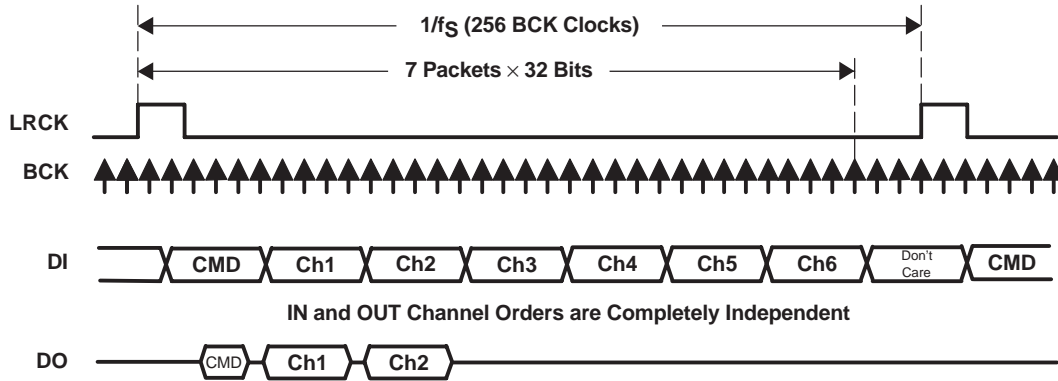 1/fS (256 BCK Clocks)
7 Packets × 32 Bits
LRCK
BCK
DI CMD Ch1 Ch2 Ch3 Ch4 Ch5 Ch6 Don't Care CMD
IN and OUT Channel Orders are Completely Independent
DO CMD Ch1 Ch2